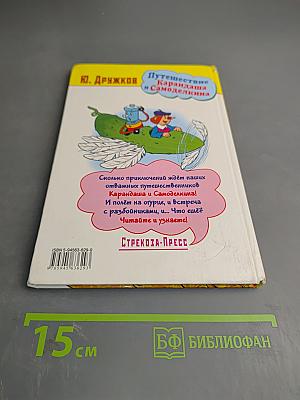 Ю. Дружков
Путешествие
Карандаша
и Самоделкина
Сколько приключений ждёт наших
отважных путешественников
Карандаша и Самоделкина!
И полёт на огурце, и встреча
с разбойниками, и... Что ещё?
Читайте и узнаете!
Стрекоза-Пресс
15 см
БФ БИБЛИОФАН